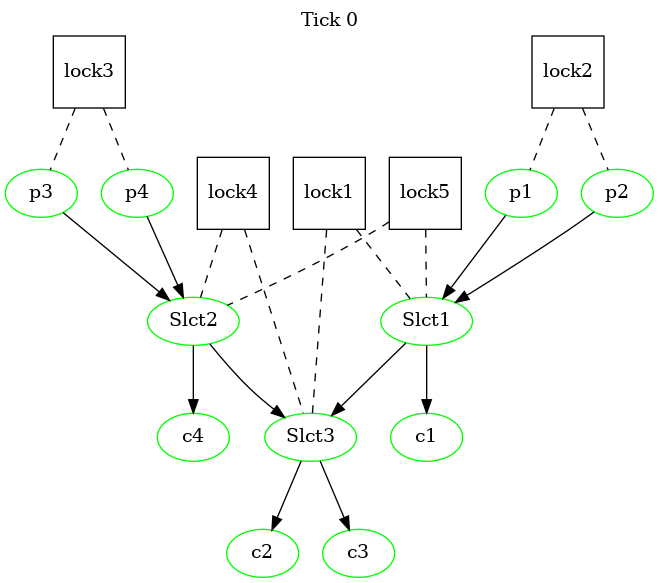 Tick 0
lock3
lock2
p3
p4
lock4
lock1
lock5
p1
p2
Slct2
Slct1
c4
Slct3
c1
c2
c3